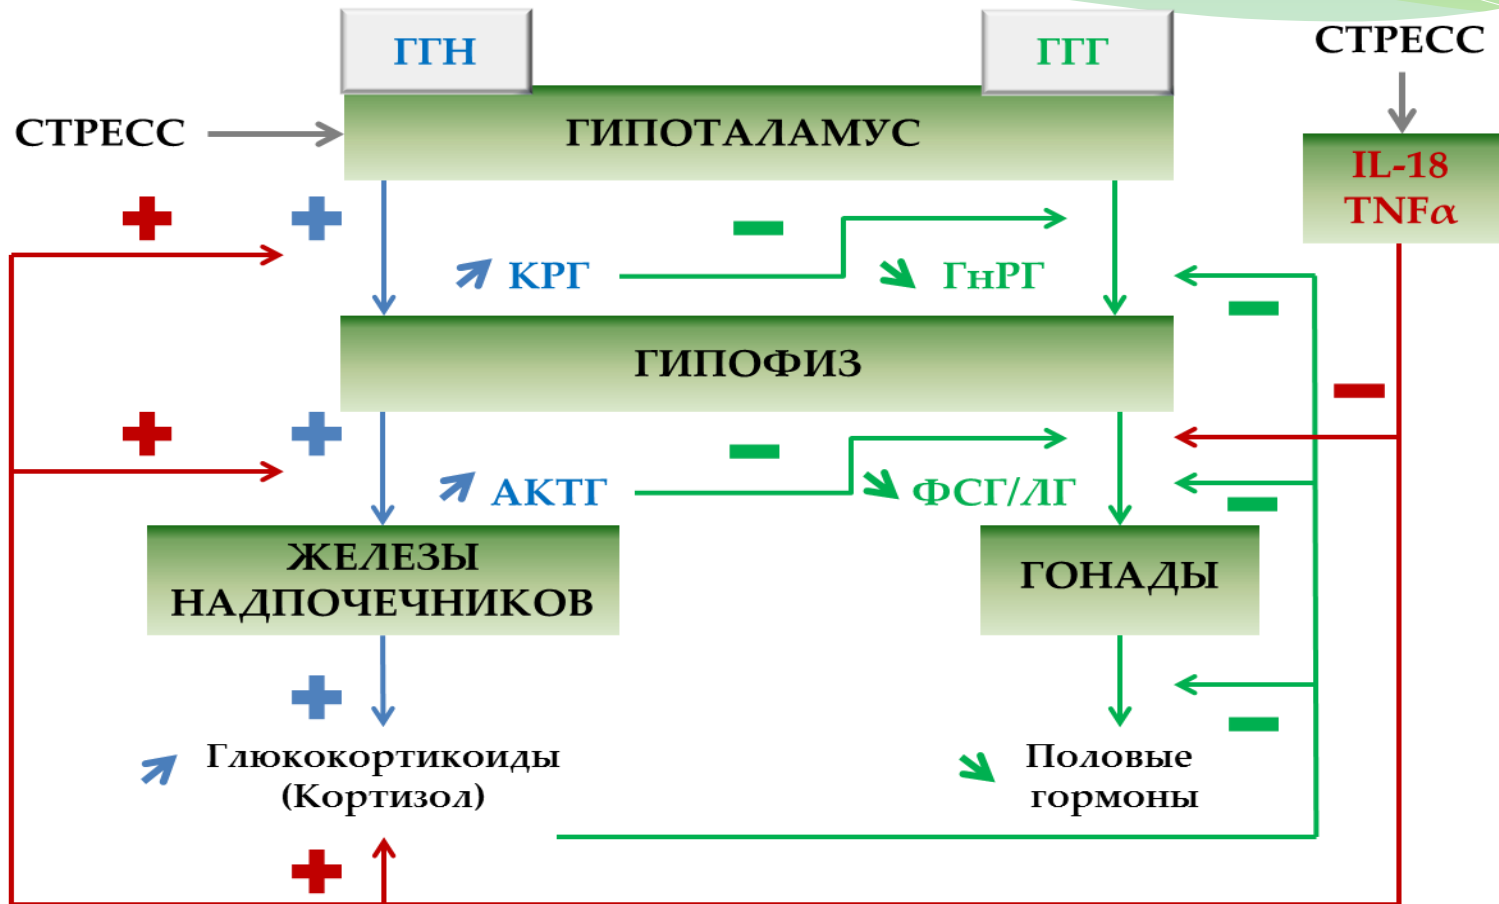 ГГН
ГГГ
СТРЕСС
СТРЕСС
ГИПОТАЛАМУС
IL-18
TNFα
+
+
−
КРГ
ГнРГ
−
ГИПОФИЗ
−
+
+
−
АКТГ
ФСГ/ЛГ
−
ЖЕЛЕЗЫ
НАДПОЧЕЧНИКОВ
ГОНАДЫ
+
−
Глюкокортикоиды
(Кортизол)
Половые
гормоны
+